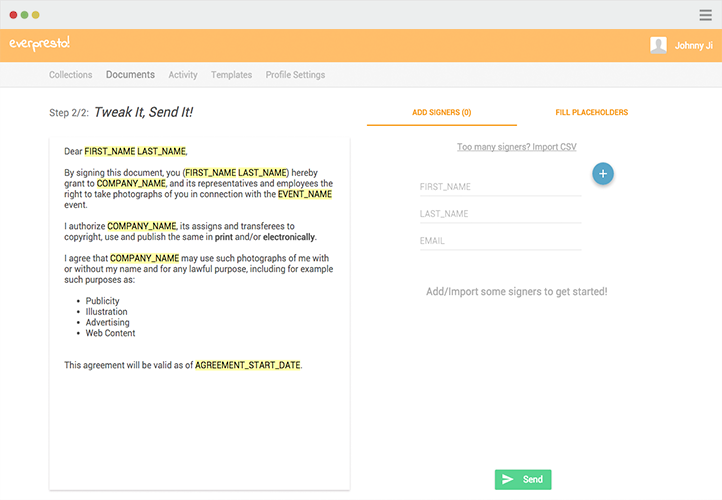 everpresto!
Johnny Ji
Collections Documents Activity Templates Profile Settings
Step 2/2: Tweak It, Send It!
ADD SIGNERS (0) FILL PLACEHOLDERS
Dear FIRST_NAME LAST_NAME,
By signing this document, you (FIRST_NAME LAST_NAME) hereby
grant to COMPANY_NAME, and its representatives and employees the
right to take photographs of you in connection with the EVENT_NAME
event.
I authorize COMPANY_NAME, its assigns and transferees to
copyright, use and publish the same in print and/or electronically.
I agree that COMPANY_NAME may use such photographs of me with
or without my name and for any lawful purpose, including for example
such purposes as:
• Publicity
• Illustration
• Advertising
• Web Content
This agreement will be valid as of AGREEMENT_START_DATE.
Too many signers? Import CSV
+
FIRST_NAME
LAST_NAME
EMAIL
Add/Import some signers to get started!
Send